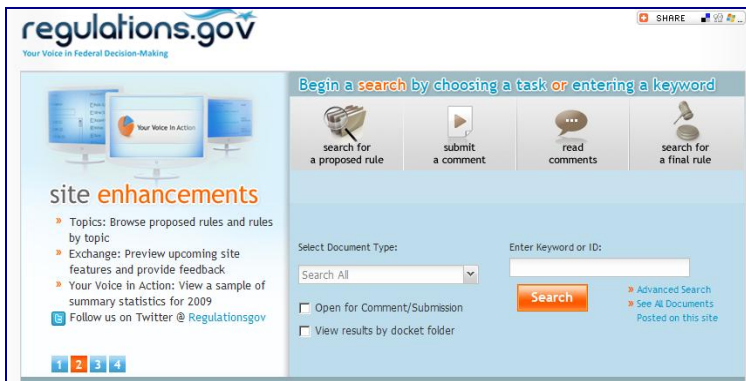 regulations.gov
SHARE
Your Voice in Federal Decision-Making
Begin a search by choosing a task or entering a keyword
Your Voice in Action
search for
a proposed rule
submit
a comment
read
comments
search for
a final rule
site enhancements
» Topics: Browse proposed rules and rules
by topic
» Exchange: Preview upcoming site
features and provide feedback
» Your Voice in Action: View a sample of
summary statistics for 2009
Follow us on Twitter @ Regulationsgov
1 2 3 4
Select Document Type:
Search All
Open for Comment/Submission
View results by docket folder
Enter Keyword or ID:
Search
» Advanced Search
» See All Documents
Posted on this site